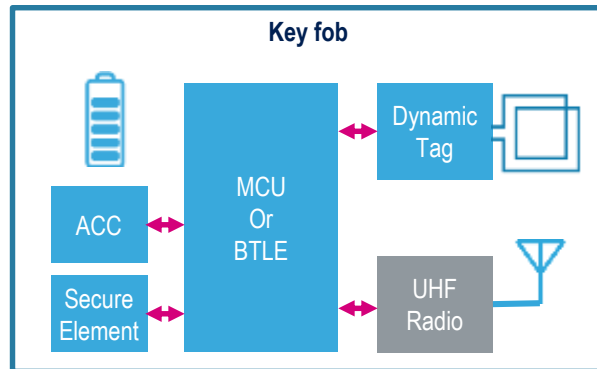 Key fob
Dynamic
Tag
MCU
Or
BTLE
ACC
Secure
Element
UHF
Radio